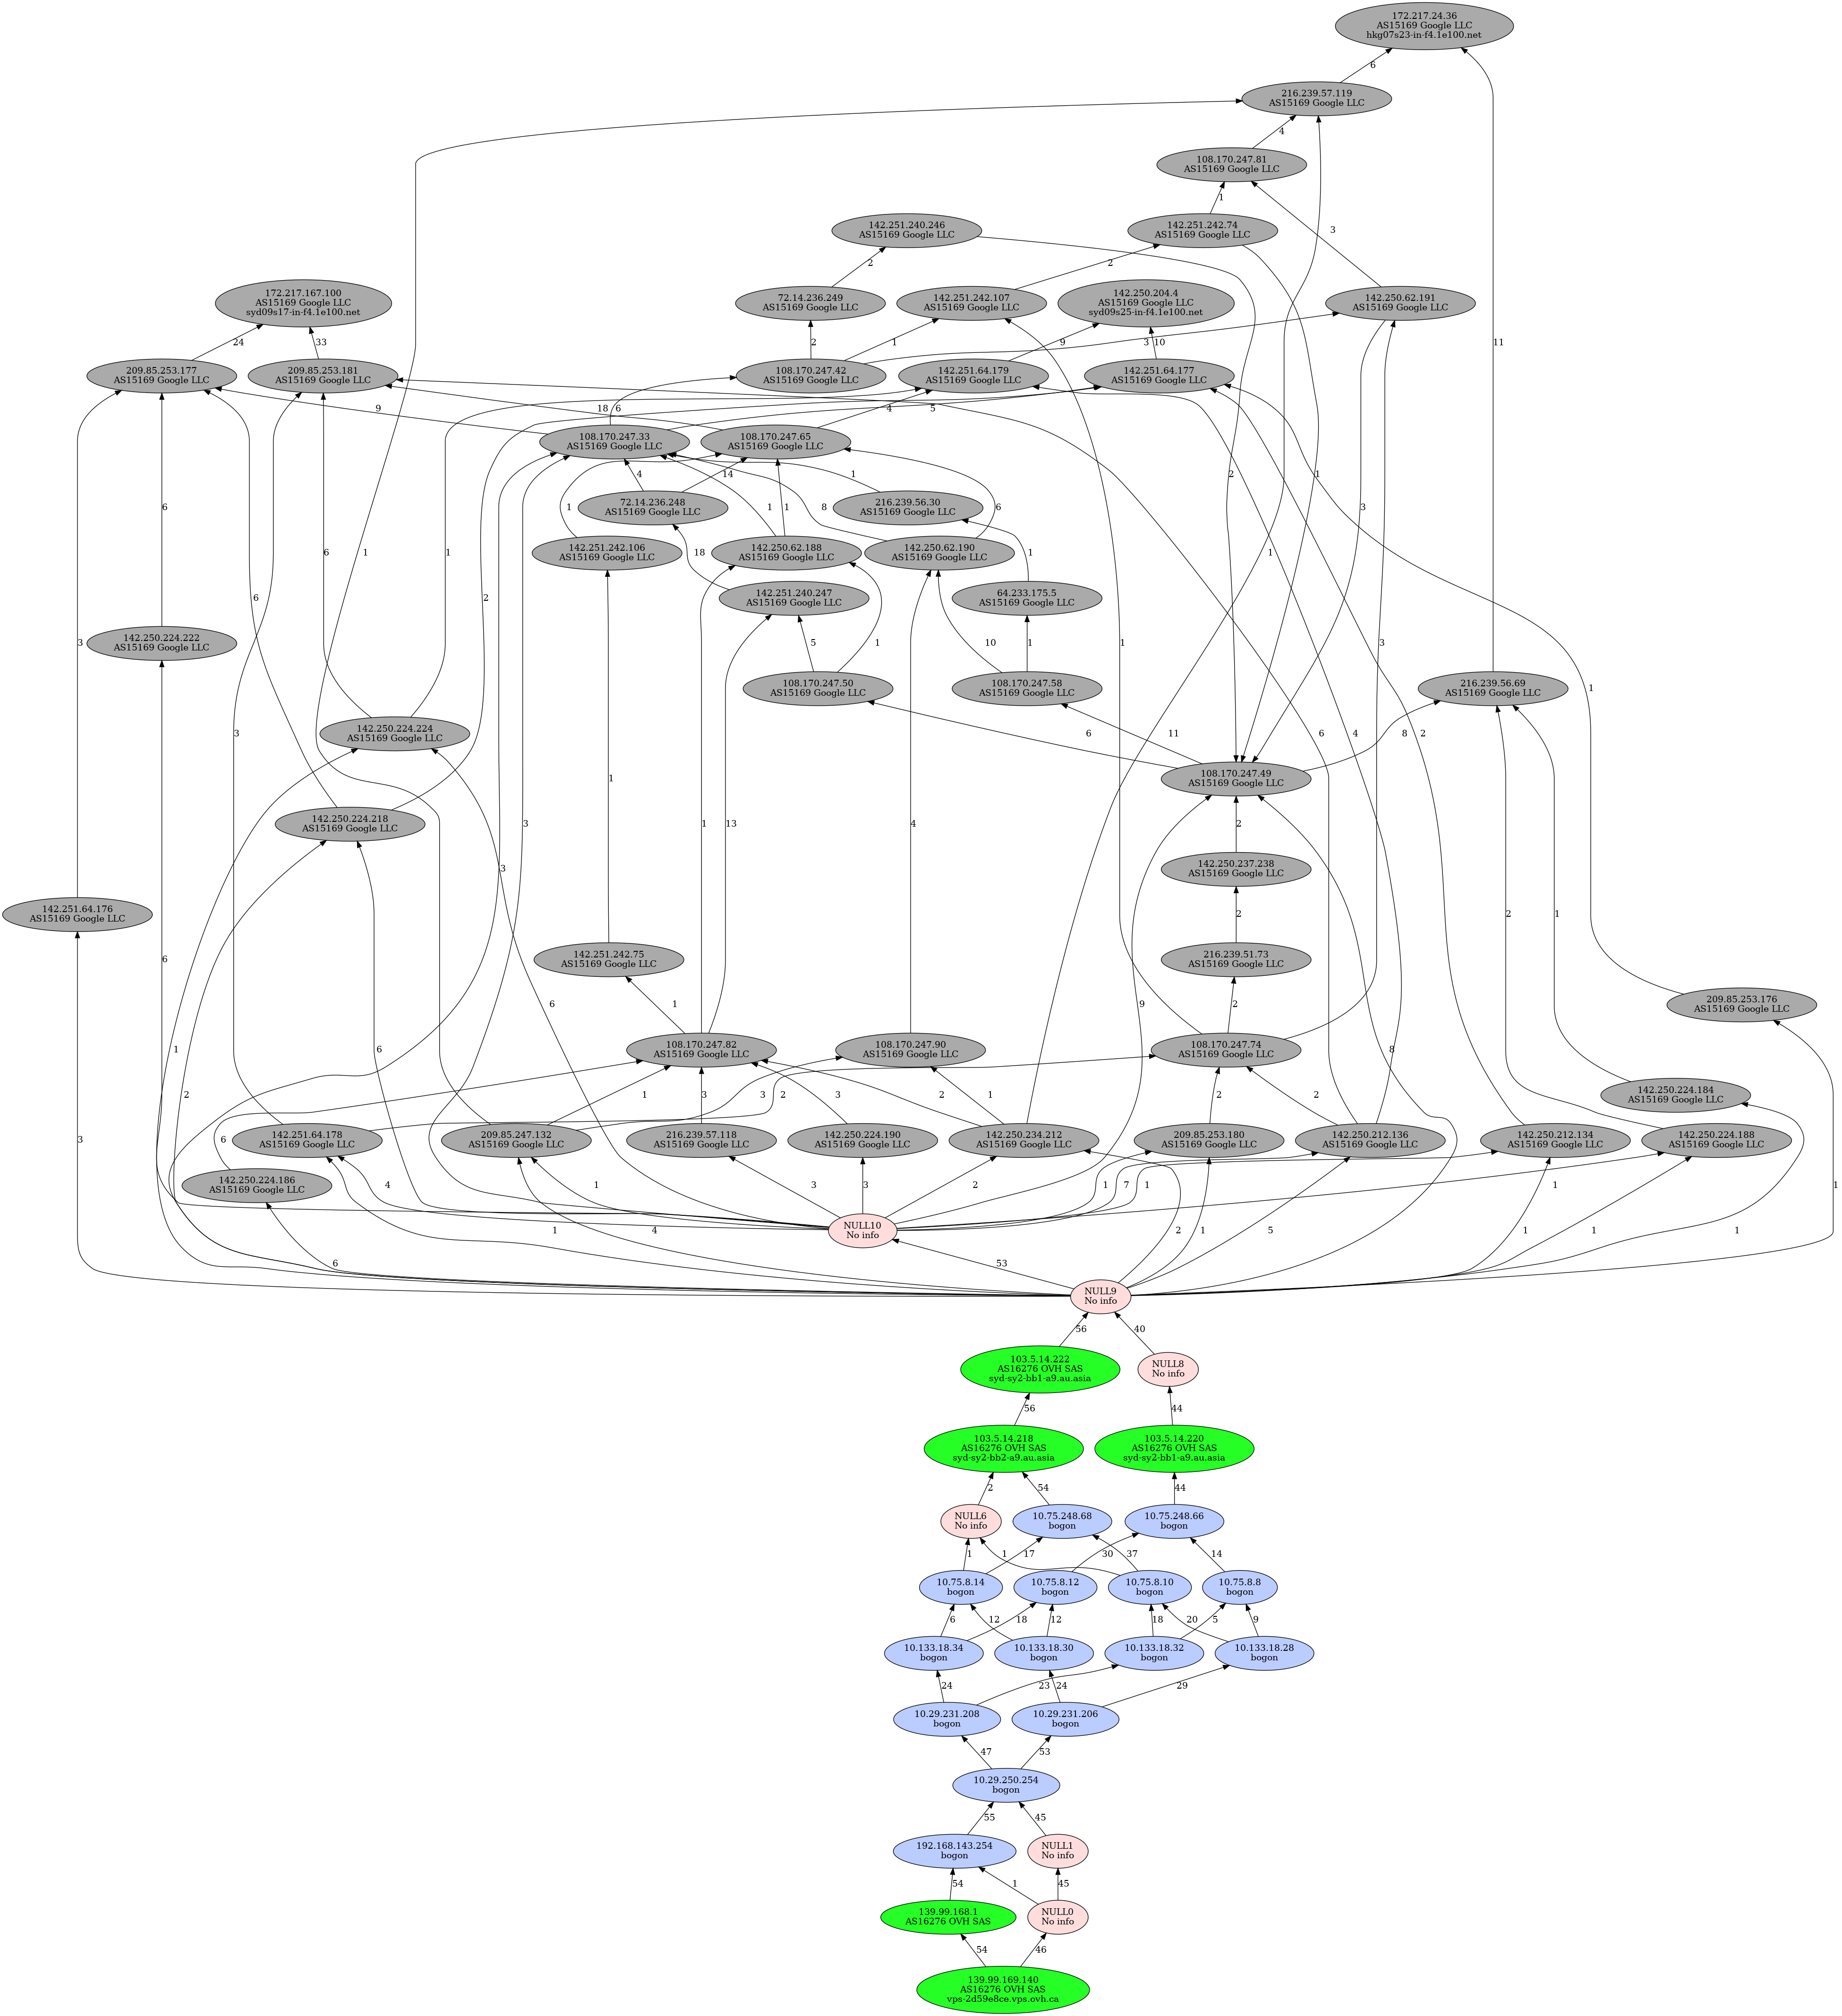 172.217.24.36
AS15169 Google LLC
hkg07s23-in-f4.1e100.net
6
216.239.57.119
AS15169 Google LLC
4
108.170.247.81
AS15169 Google LLC
1
142.251.240.246
AS15169 Google LLC
142.251.242.74
AS15169 Google LLC
3
2
2
172.217.167.100
AS15169 Google LLC
syd09s17-in-f4.1e100.net
72.14.236.249
AS15169 Google LLC
142.251.242.107
AS15169 Google LLC
142.250.204.4
AS15169 Google LLC
syd09s25-in-f4.1e100.net
142.250.62.191
AS15169 Google LLC
24
33
2
1
9
10
3
11
209.85.253.177
AS15169 Google LLC
209.85.253.181
AS15169 Google LLC
108.170.247.42
AS15169 Google LLC
142.251.64.179
AS15169 Google LLC
142.251.64.177
AS15169 Google LLC
9
6
18
4
5
108.170.247.33
AS15169 Google LLC
108.170.247.65
AS15169 Google LLC
4
14
1
2
1
72.14.236.248
AS15169 Google LLC
216.239.56.30
AS15169 Google LLC
6
1
1
1
8
6
3
142.251.242.106
AS15169 Google LLC
142.250.62.188
AS15169 Google LLC
142.250.62.190
AS15169 Google LLC
6
1
1
18
1
1
142.251.240.247
AS15169 Google LLC
64.233.175.5
AS15169 Google LLC
6
2
3
142.250.224.222
AS15169 Google LLC
5
1
10
1
1
3
108.170.247.50
AS15169 Google LLC
108.170.247.58
AS15169 Google LLC
216.239.56.69
AS15169 Google LLC
1
142.250.224.224
AS15169 Google LLC
3
6
11
6
4
2
8
108.170.247.49
AS15169 Google LLC
1
142.250.224.218
AS15169 Google LLC
3
1
13
4
2
142.250.237.238
AS15169 Google LLC
3
142.251.64.176
AS15169 Google LLC
2
2
1
6
142.251.242.75
AS15169 Google LLC
216.239.51.73
AS15169 Google LLC
6
1
9
2
209.85.253.176
AS15169 Google LLC
1
6
108.170.247.82
AS15169 Google LLC
108.170.247.90
AS15169 Google LLC
108.170.247.74
AS15169 Google LLC
8
2
1
3
3
2
3
2
1
2
2
142.250.224.184
AS15169 Google LLC
3
6
142.251.64.178
AS15169 Google LLC
209.85.247.132
AS15169 Google LLC
216.239.57.118
AS15169 Google LLC
142.250.224.190
AS15169 Google LLC
142.250.234.212
AS15169 Google LLC
209.85.253.180
AS15169 Google LLC
142.250.212.136
AS15169 Google LLC
142.250.212.134
AS15169 Google LLC
142.250.224.188
AS15169 Google LLC
142.250.224.186
AS15169 Google LLC
4
1
3
3
2
1
7
1
1
1
NULL10
No info
1
4
2
1
5
1
1
1
6
53
NULL9
No info
56
40
103.5.14.222
AS16276 OVH SAS
syd-sy2-bb1-a9.au.asia
NULL8
No info
56
44
103.5.14.218
AS16276 OVH SAS
syd-sy2-bb2-a9.au.asia
103.5.14.220
AS16276 OVH SAS
syd-sy2-bb1-a9.au.asia
2
54
44
NULL6
No info
10.75.248.68
bogon
10.75.248.66
bogon
1
1
17
30
37
14
10.75.8.14
bogon
10.75.8.12
bogon
10.75.8.10
bogon
10.75.8.8
bogon
6
12
18
12
18
20
5
9
10.133.18.34
bogon
10.133.18.30
bogon
10.133.18.32
bogon
10.133.18.28
bogon
24
23
24
29
10.29.231.208
bogon
10.29.231.206
bogon
47
53
10.29.250.254
bogon
55
45
192.168.143.254
bogon
NULL1
No info
54
1
45
139.99.168.1
AS16276 OVH SAS
NULL0
No info
54
46
139.99.169.140
AS16276 OVH SAS
vps-2d59e8ce.vps.ovh.ca